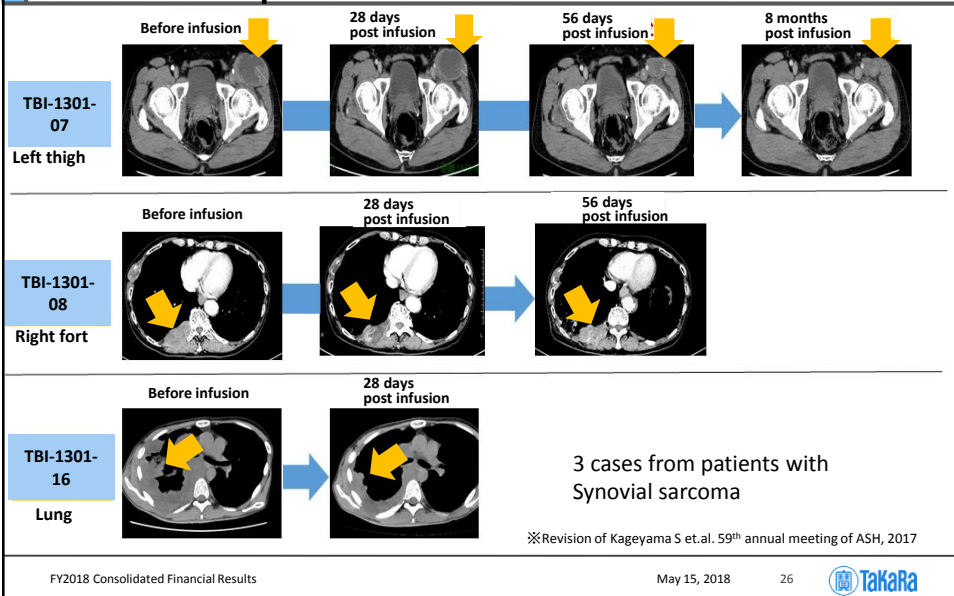 Before infusion
28 days
post infusion
56 days
post infusion
8 months
post infusion
TBI-1301-
07
Left thigh
Before infusion
28 days
post infusion
56 days
post infusion
TBI-1301-
08
Right fort
Before infusion
28 days
post infusion
TBI-1301-
16
Lung
3 cases from patients with
Synovial sarcoma
※Revision of Kageyama S et.al. 59th annual meeting of ASH, 2017
FY2018 Consolidated Financial Results
May 15, 2018
26
TaKaRa